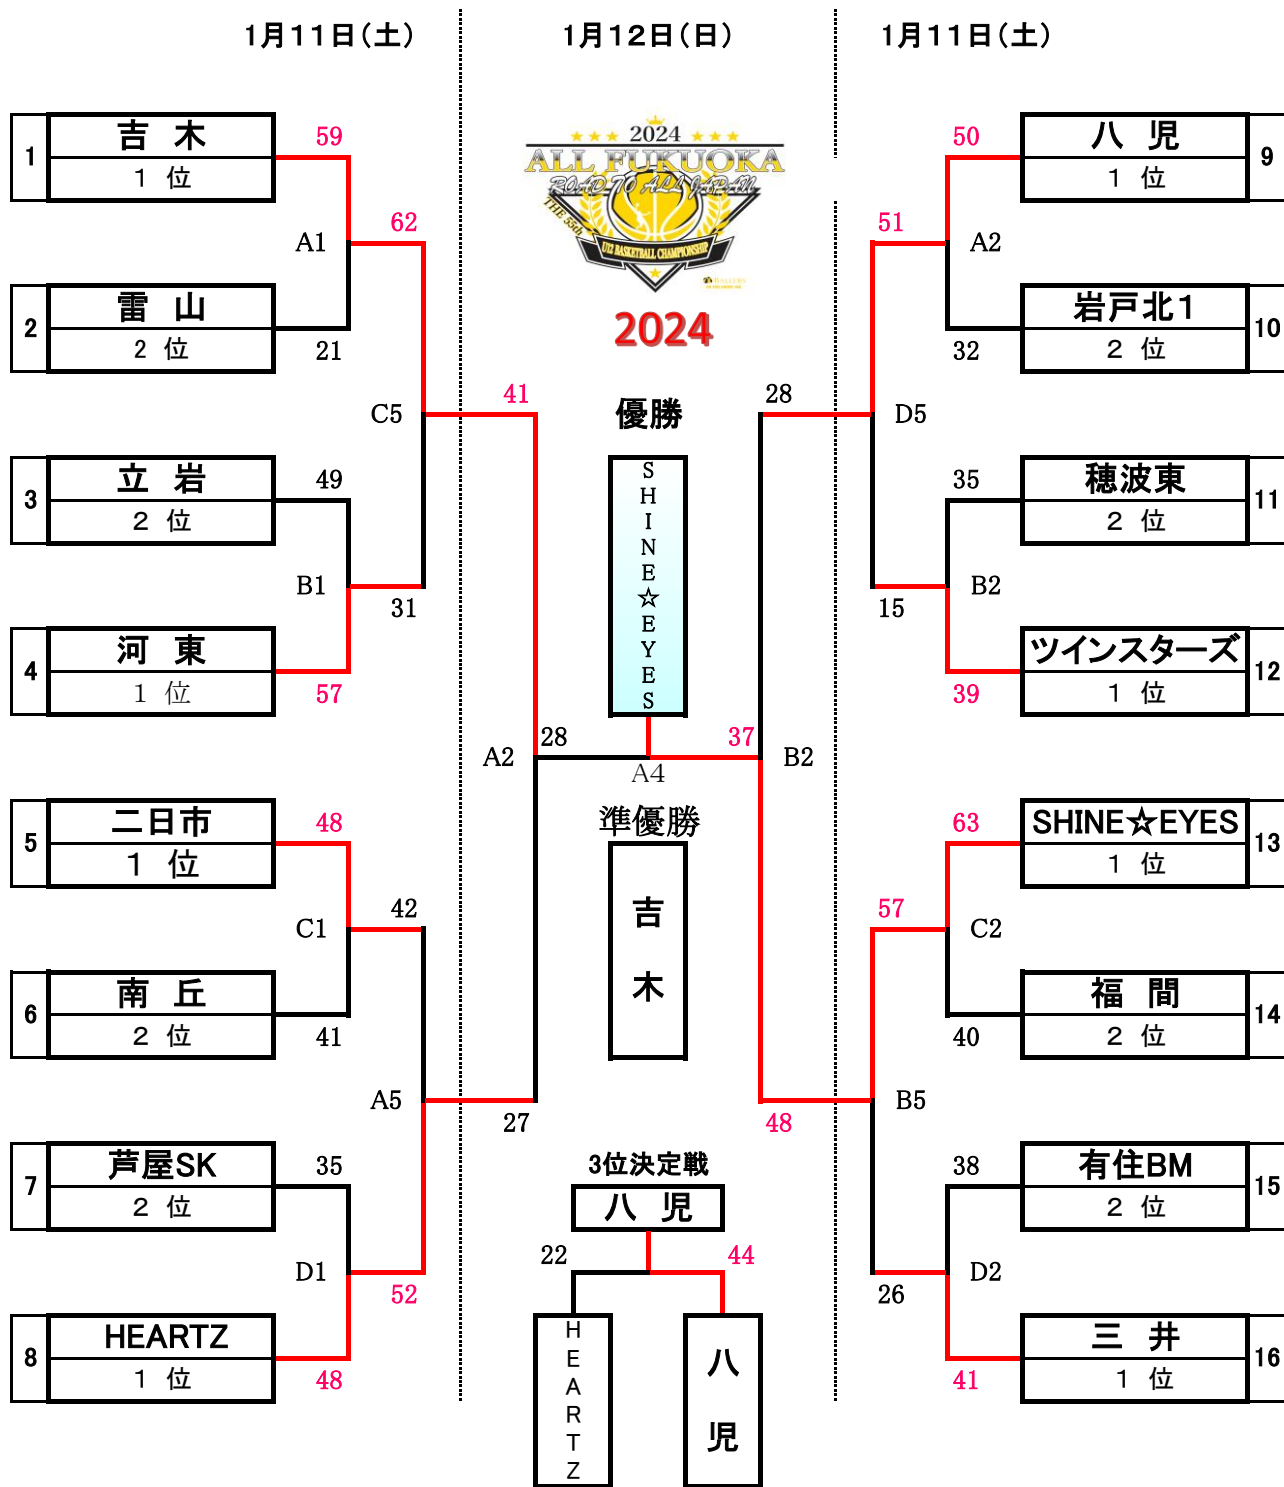 1月11日(土)
1月12日(日)
1月11日(土)
★★★ 2024 ★★★
ALL FUKUOKA
ROAD TO ALL JAPAN
THE 55th
U12 BASKETBALL CHAMPIONSHIP
2024
1
吉 木
1 位
59
A1
62
2
雷 山
2 位
21
C5
41
3
立 岩
2 位
49
B1
31
4
河 東
1 位
57
A2
28
5
二日市
1 位
48
C1
42
6
南 丘
2 位
41
A5
27
7
芦屋SK
2 位
35
D1
52
8
HEARTZ
1 位
48
優勝
SHINE☆EYES
A4
準優勝
吉木
3位決定戦
八 児
22
44
HEARTZ
八児
50
八 児
1 位
9
51
A2
32
岩戸北1
2 位
10
28
D5
35
穂波東
2 位
11
15
B2
39
ツインスターズ
1 位
12
37
B2
63
SHINE☆EYES
1 位
13
57
C2
40
福 間
2 位
14
48
B5
38
有住BM
2 位
15
26
D2
41
三 井
1 位
16